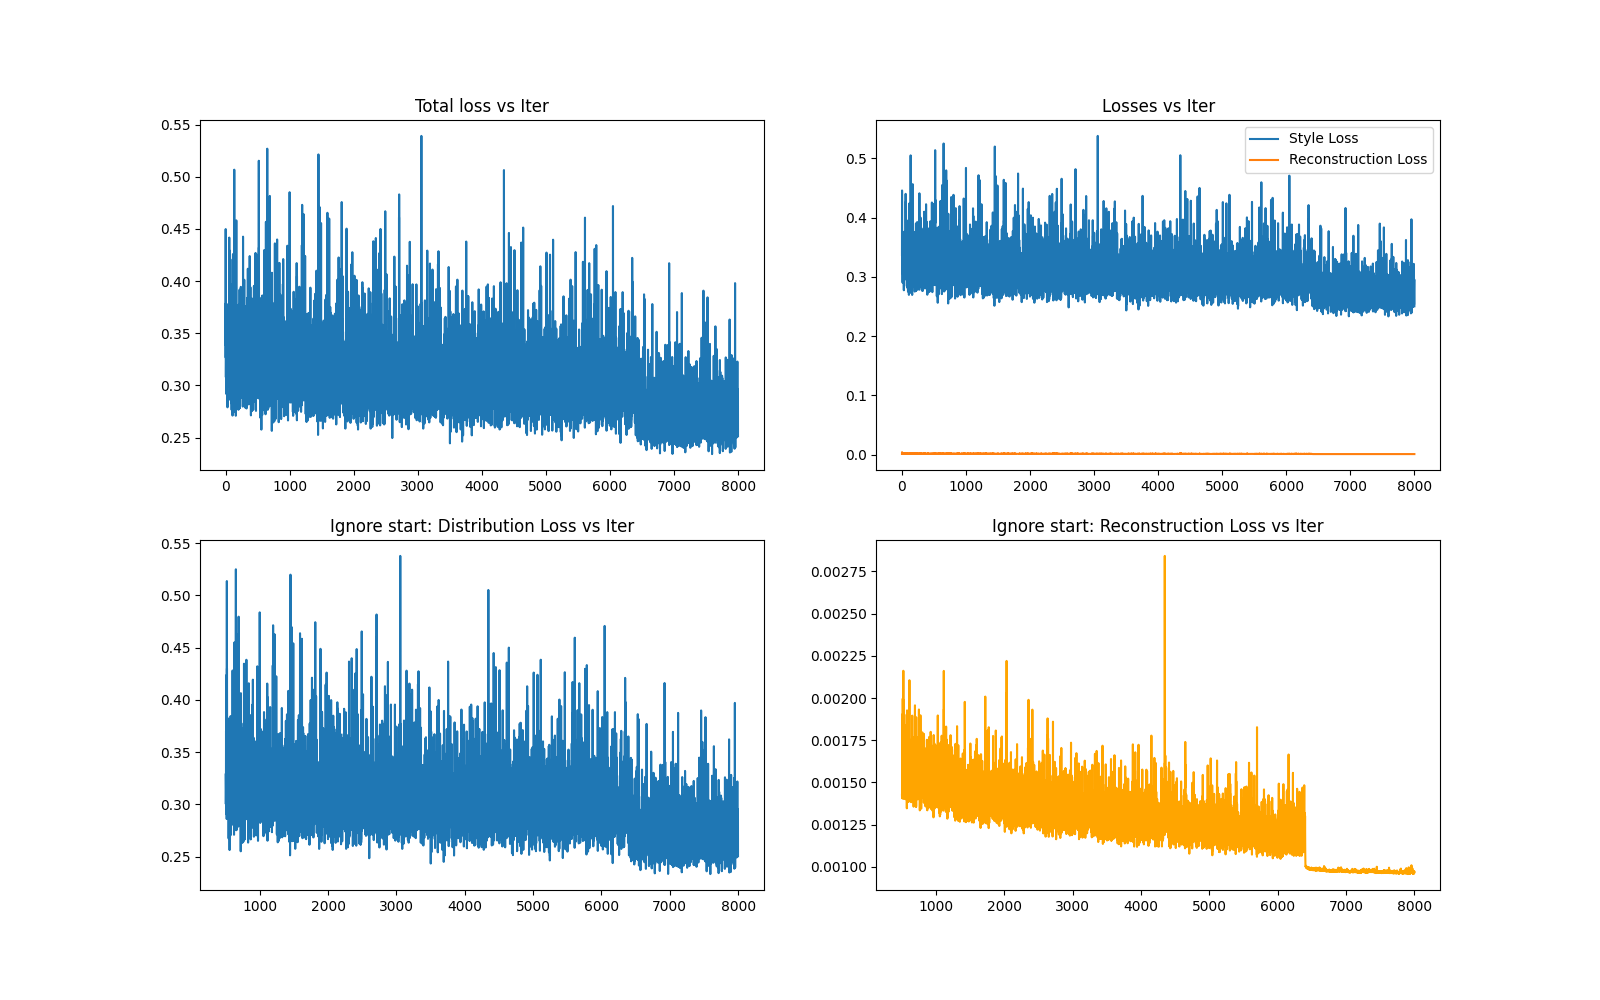 Total loss vs Iter
0.55
0.50
0.45
0.40
0.35
0.30
0.25
0 1000 2000 3000 4000 5000 6000 7000 8000
Losses vs Iter
Style Loss
Reconstruction Loss
0.5
0.4
0.3
0.2
0.1
0.0
0 1000 2000 3000 4000 5000 6000 7000 8000
Ignore start: Distribution Loss vs Iter
0.55
0.50
0.45
0.40
0.35
0.30
0.25
1000 2000 3000 4000 5000 6000 7000 8000
Ignore start: Reconstruction Loss vs Iter
0.00275
0.00250
0.00225
0.00200
0.00175
0.00150
0.00125
0.00100
1000 2000 3000 4000 5000 6000 7000 8000